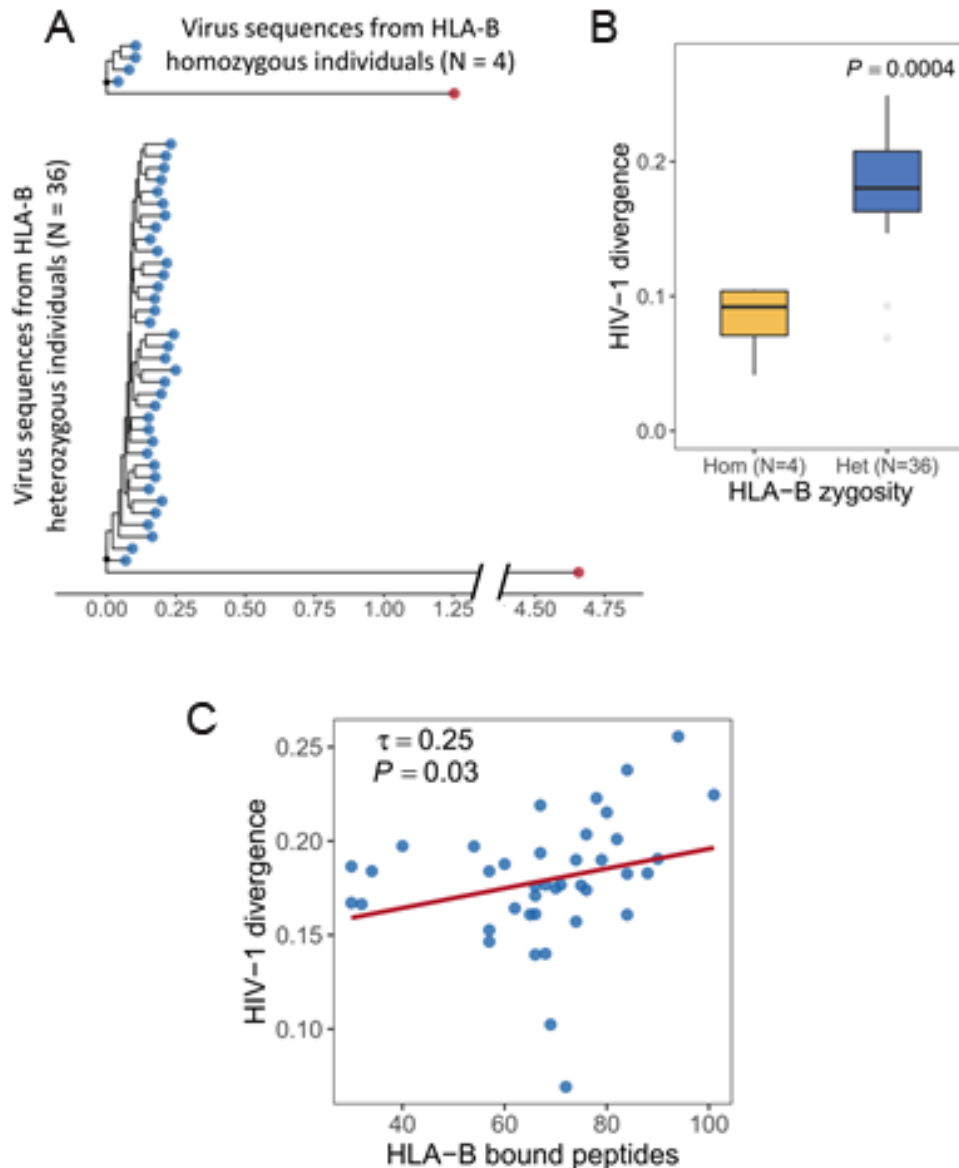 A
Virus sequences from HLA-B
homozygous individuals (N = 4)
Virus sequences from HLA-B
heterozygous individuals (N = 36)
0.00 0.25 0.50 0.75 1.00 1.25 4.50 4.75
B
P = 0.0004
HIV−1 divergence
0.2
0.1
0.0
Hom (N=4) Het (N=36)
HLA−B zygosity
C
τ = 0.25
P = 0.03
HIV−1 divergence
0.25
0.20
0.15
0.10
40 60 80 100
HLA−B bound peptides